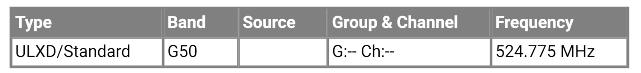 Type Band Source Group & Channel Frequency
ULXD/Standard G50 G:-- Ch:-- 524.775 MHz